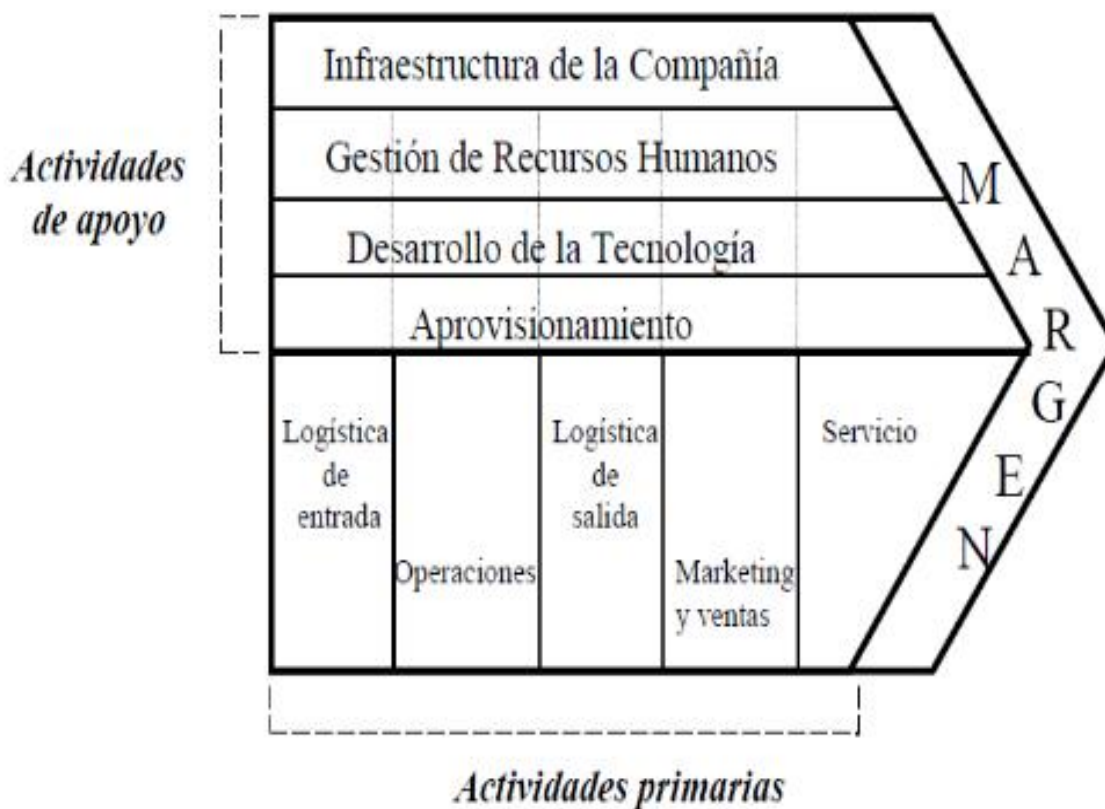 Infraestructura de la Compañía
Gestión de Recursos Humanos
Desarrollo de la Tecnología
Aprovisionamiento
Actividades
de apoyo
Logística
de
entrada
Operaciones
Logística
de
salida
Marketing
y ventas
Servicio
MARGEN
Actividades primarias